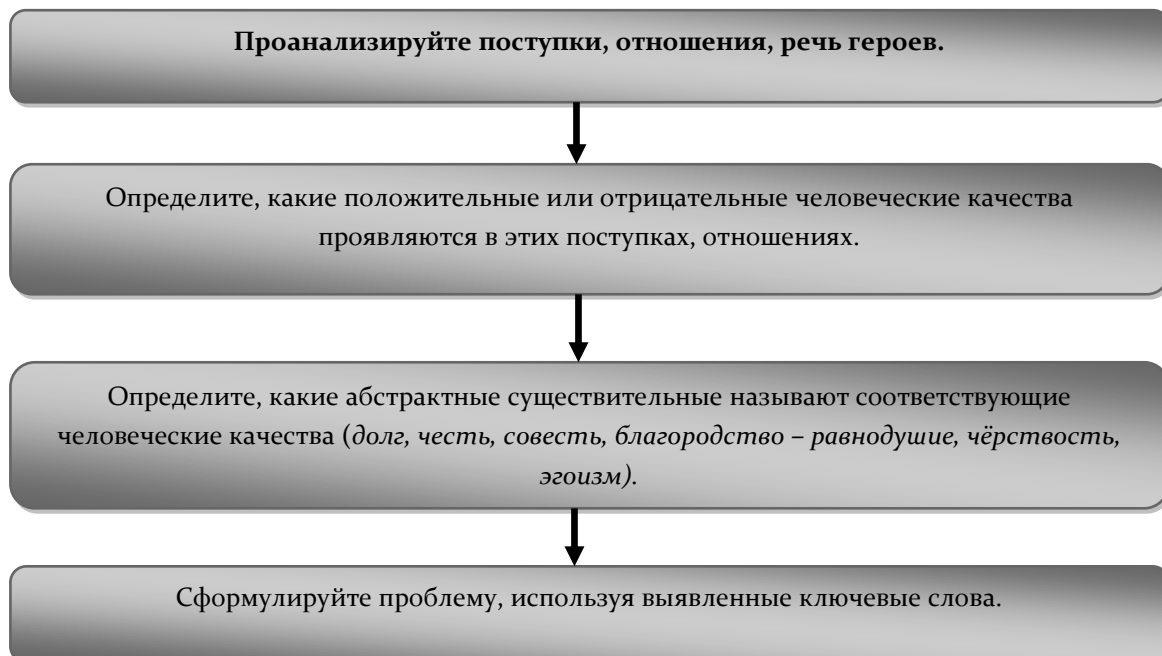 Проанализируйте поступки, отношения, речь героев.
Определите, какие положительные или отрицательные человеческие качества
проявляются в этих поступках, отношениях.
Определите, какие абстрактные существительные называют соответствующие
человеческие качества (долг, честь, совесть, благородство – равнодушие, чёрствость,
эгоизм).
Сформулируйте проблему, используя выявленные ключевые слова.